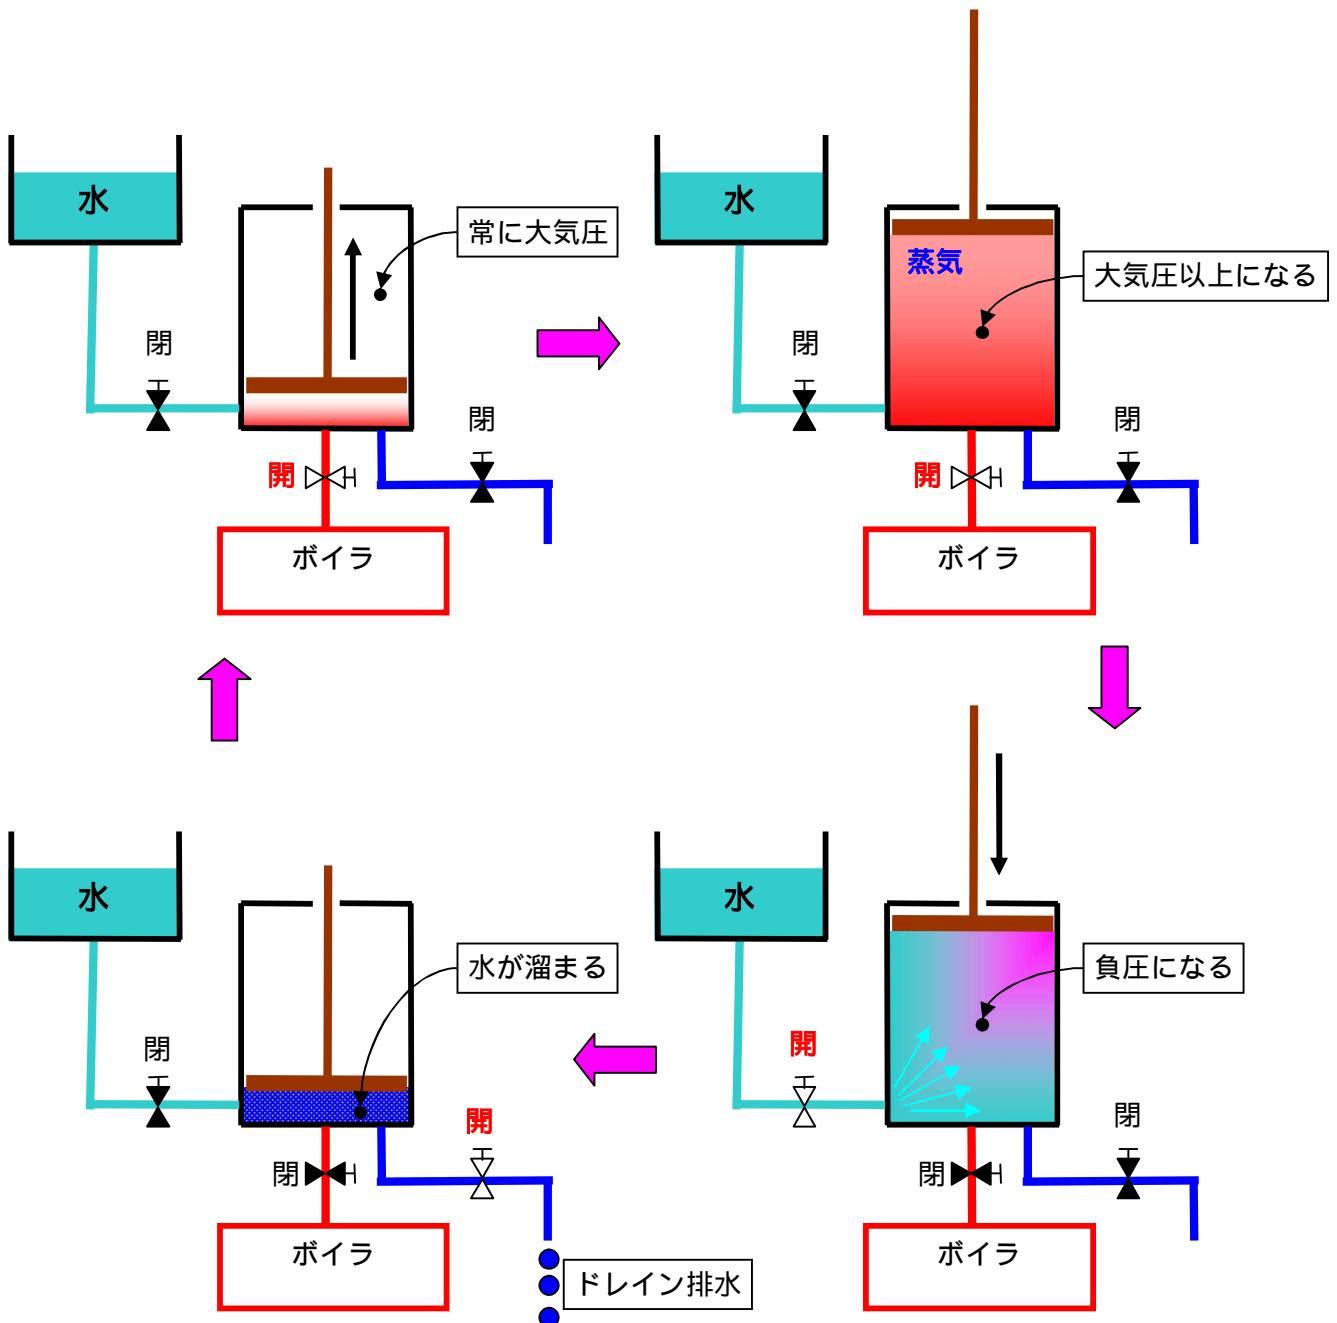 水
常に大気圧
閉
閉
開
ボイラ
水
蒸気
大気圧以上になる
閉
閉
開
ボイラ
水
水が溜まる
閉
開
閉
ボイラ
ドレイン排水
水
負圧になる
開
閉
閉
ボイラ